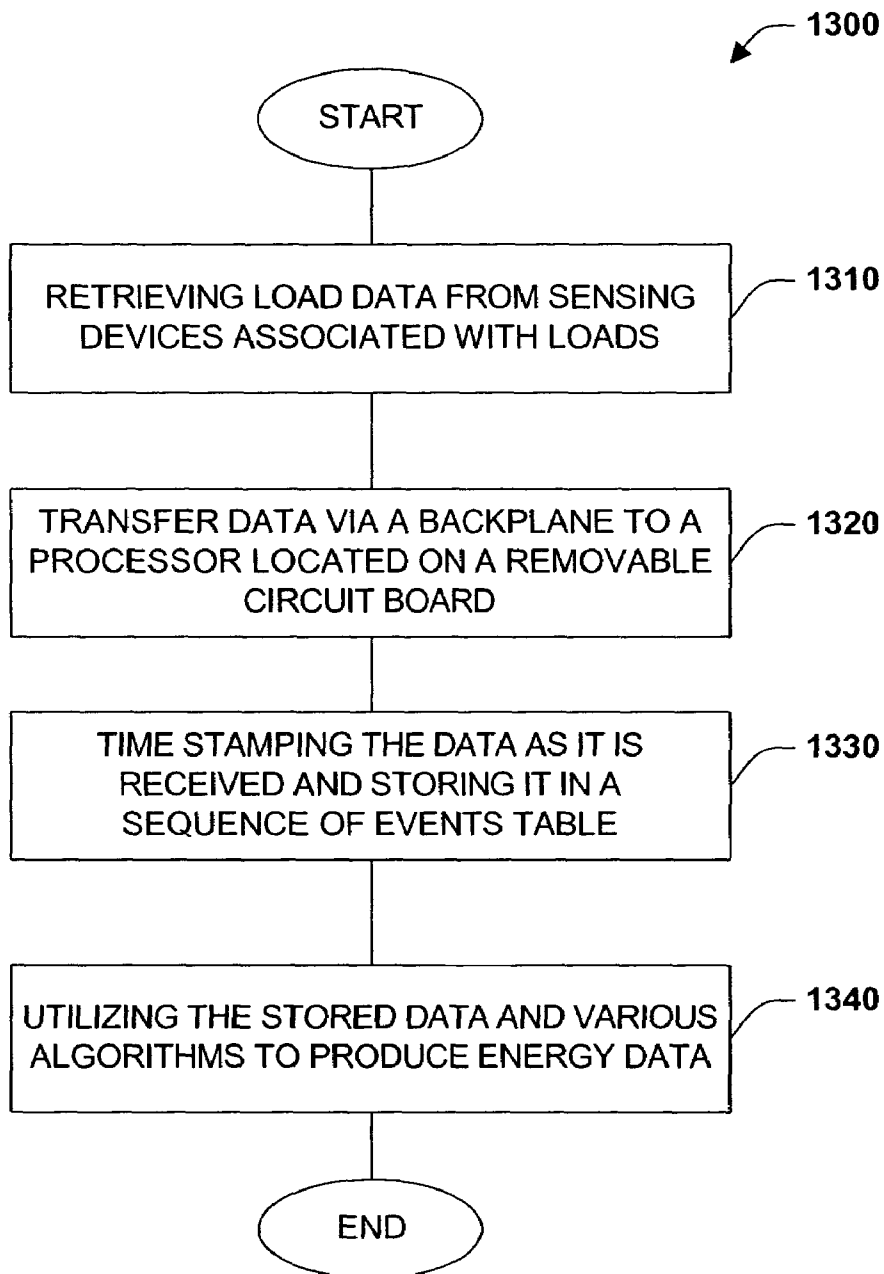 1300
START
1310
RETRIEVING LOAD DATA FROM SENSING
DEVICES ASSOCIATED WITH LOADS
1320
TRANSFER DATA VIA A BACKPLANE TO A
PROCESSOR LOCATED ON A REMOVABLE
CIRCUIT BOARD
1330
TIME STAMPING THE DATA AS IT IS
RECEIVED AND STORING IT IN A
SEQUENCE OF EVENTS TABLE
1340
UTILIZING THE STORED DATA AND VARIOUS
ALGORITHMS TO PRODUCE ENERGY DATA
END